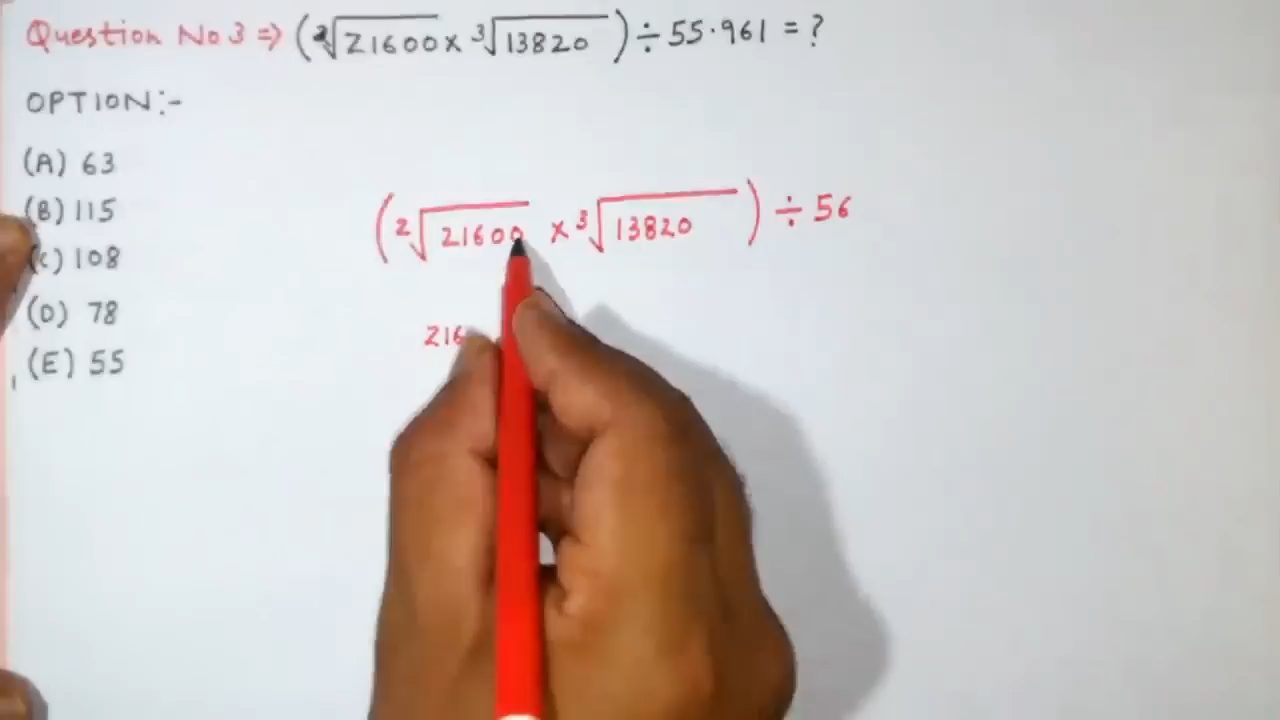 Question No 3 ⇒ (²√21600 x ³√13820) ÷ 55.961 = ?
OPTION:-
(A) 63
(²√21600 x ³√13820) ÷ 56
(B) 115
(C) 108
(D) 78
216
(E) 55